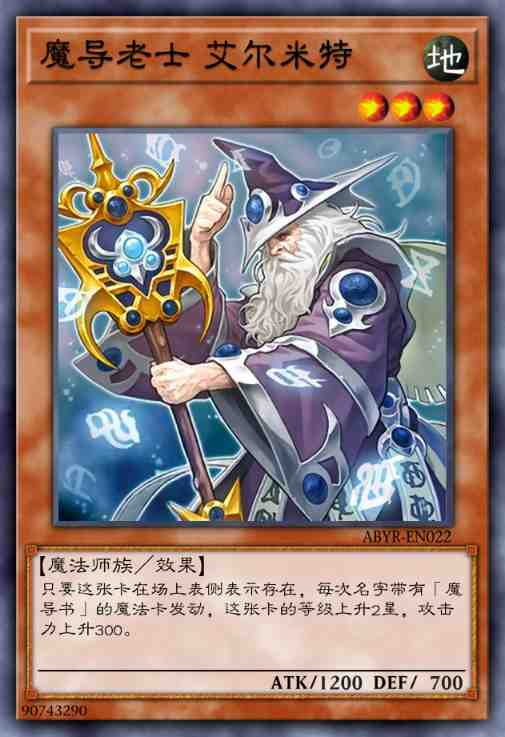 魔导老士 艾尔米特
地
ABYR-EN022
【魔法师族／效果】
只要这张卡在场上表侧表示存在，每次名字带有「魔
导书」的魔法卡发动，这张卡的等级上升2星，攻击
力上升300。
ATK/1200 DEF/ 700
90743290